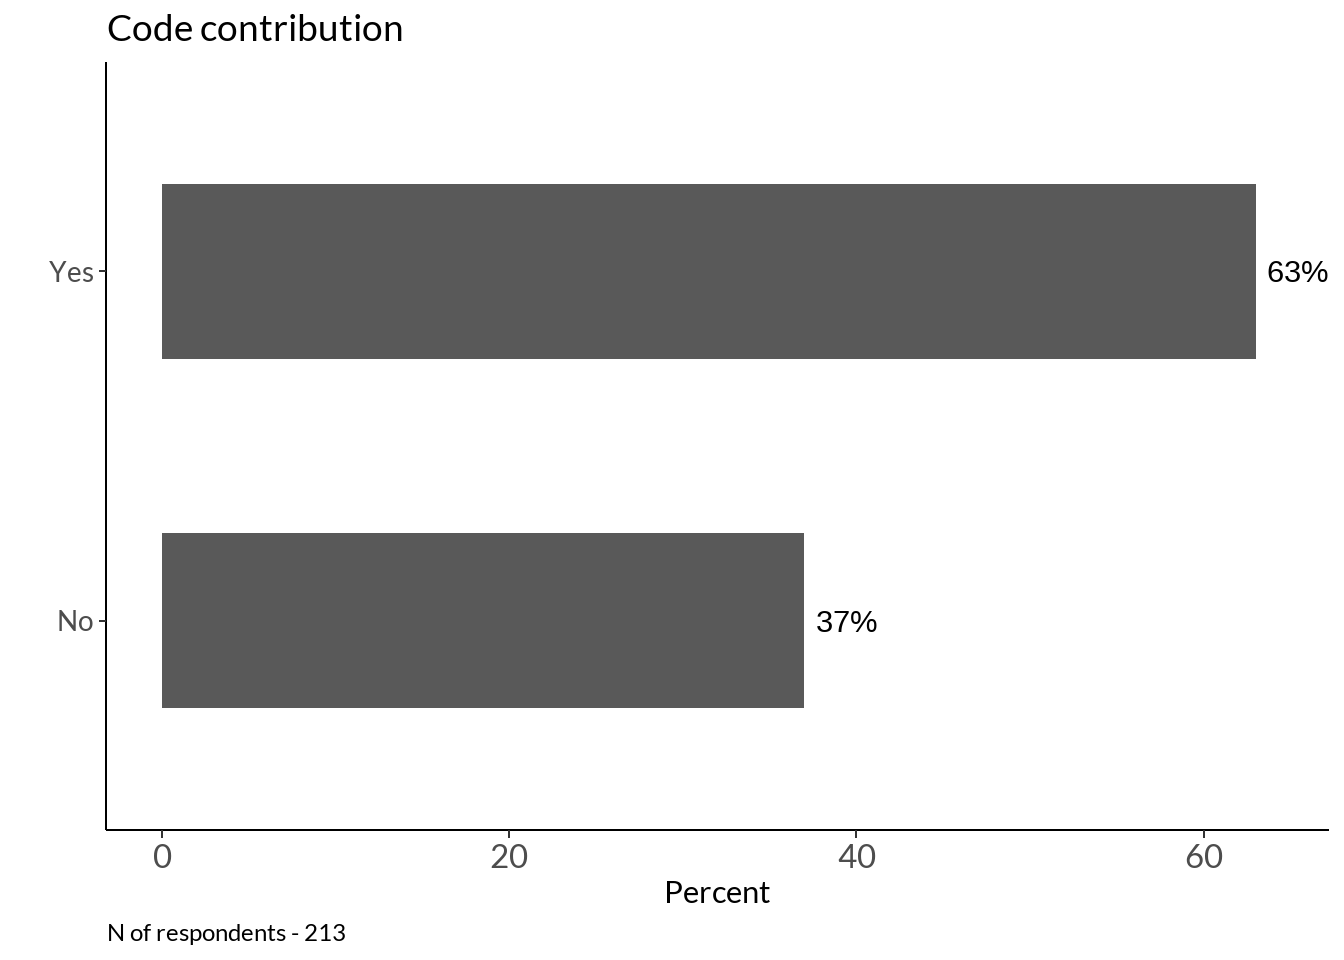 Code contribution
Yes
63%
No
37%
0 20 40 60
Percent
N of respondents - 213